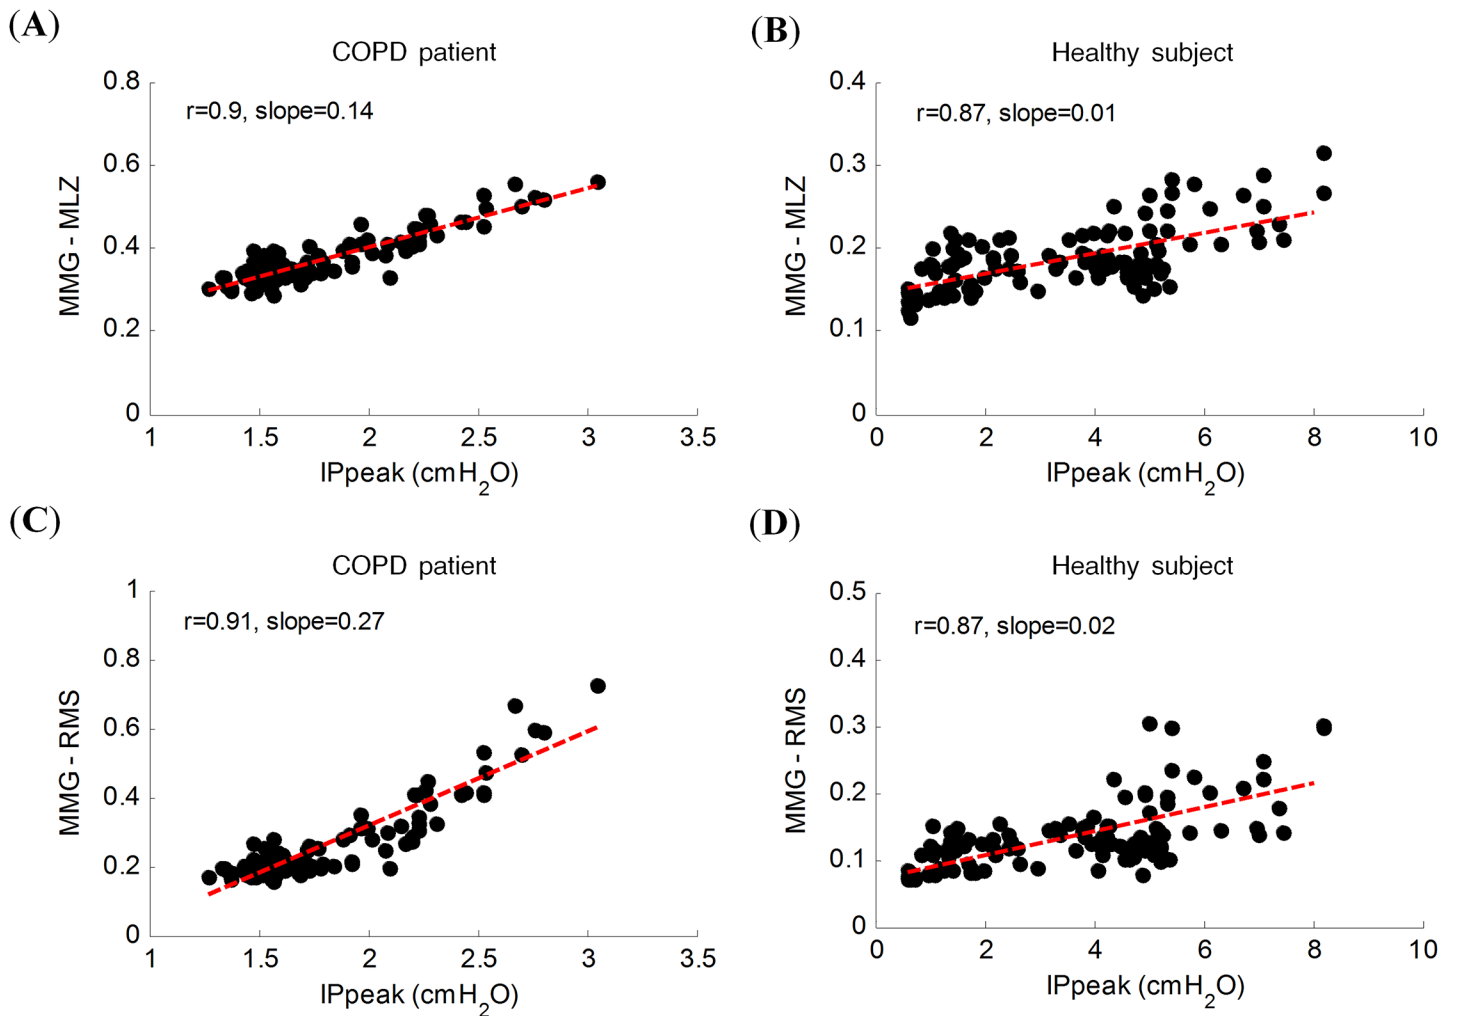 (A)
COPD patient
r=0.9, slope=0.14
MMG - MLZ
0.8
0.6
0.4
0.2
0
1 1.5 2 2.5 3 3.5
IPpeak (cmH₂O)
(B)
Healthy subject
r=0.87, slope=0.01
MMG - MLZ
0.4
0.3
0.2
0.1
0
0 2 4 6 8 10
IPpeak (cmH₂O)
(C)
COPD patient
r=0.91, slope=0.27
MMG - RMS
1
0.8
0.6
0.4
0.2
0
1 1.5 2 2.5 3 3.5
IPpeak (cmH₂O)
(D)
Healthy subject
r=0.87, slope=0.02
MMG - RMS
0.5
0.4
0.3
0.2
0.1
0
0 2 4 6 8 10
IPpeak (cmH₂O)